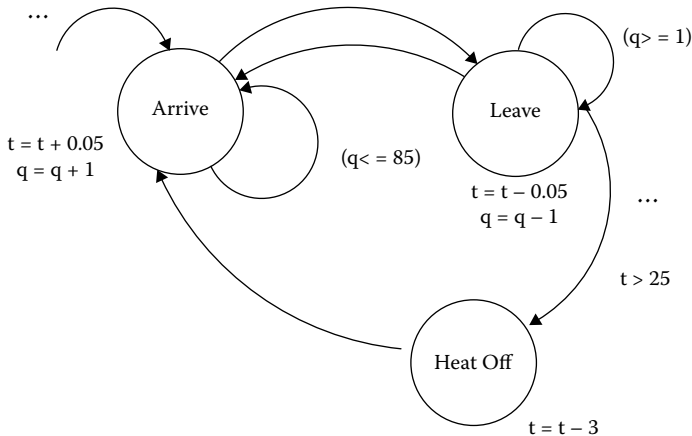 ...
(q> = 1)
Arrive
Leave
t = t + 0.05
q = q + 1
(q< = 85)
t = t – 0.05
q = q – 1
...
t > 25
Heat Off
t = t – 3